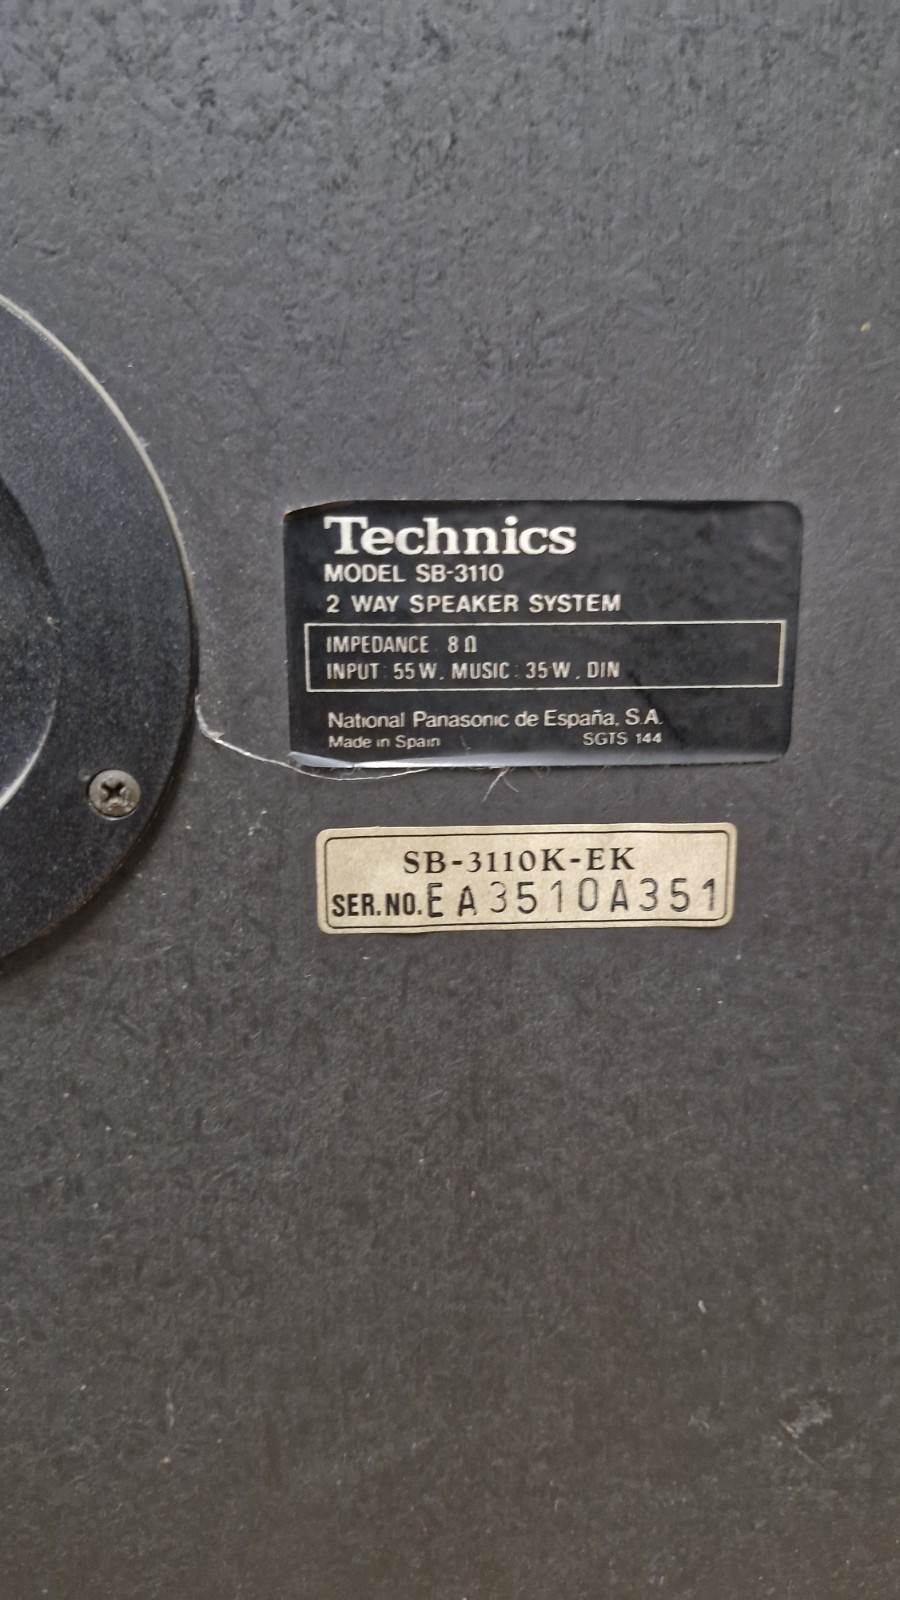 Technics
MODEL SB-3110
2 WAY SPEAKER SYSTEM
IMPEDANCE : 8 Ω
INPUT : 55 W, MUSIC : 35 W, DIN
National Panasonic de España, S.A.
Made in Spain SGTS 144
SB-3110K-EK
SER.NO. EA3510A351